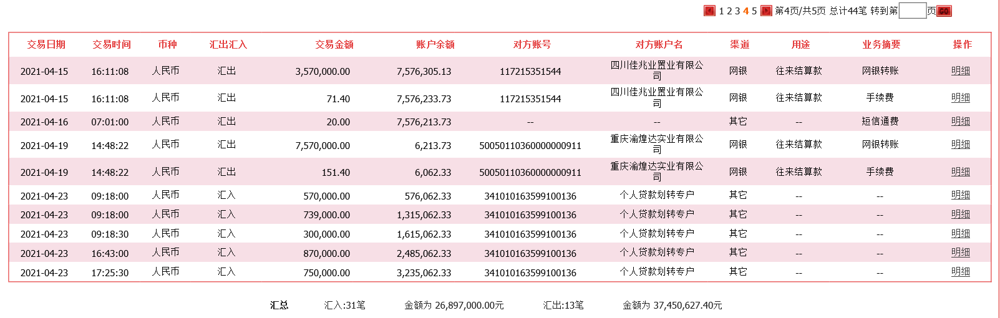 1 2 3 4 5 第4页/共5页 总计44笔 转到第 页 GO
交易日期 交易时间 币种 汇出汇入 交易金额 账户余额 对方账号 对方账户名 渠道 用途 业务摘要 操作
2021-04-15 16:11:08 人民币 汇出 3,570,000.00 7,576,305.13 117215351544 四川佳兆业置业有限公司 网银 往来结算款 网银转账 明细
2021-04-15 16:11:08 人民币 汇出 71.40 7,576,233.73 117215351544 四川佳兆业置业有限公司 网银 往来结算款 手续费 明细
2021-04-16 07:01:00 人民币 汇出 20.00 7,576,213.73 -- -- 其它 -- 短信通费 明细
2021-04-19 14:48:22 人民币 汇出 7,570,000.00 6,213.73 50050110360000000911 重庆渝煌达实业有限公司 网银 往来结算款 网银转账 明细
2021-04-19 14:48:22 人民币 汇出 151.40 6,062.33 50050110360000000911 重庆渝煌达实业有限公司 网银 往来结算款 手续费 明细
2021-04-23 09:18:00 人民币 汇入 570,000.00 576,062.33 341010163599100136 个人贷款划转专户 其它 -- -- 明细
2021-04-23 09:18:00 人民币 汇入 739,000.00 1,315,062.33 341010163599100136 个人贷款划转专户 其它 -- -- 明细
2021-04-23 09:18:30 人民币 汇入 300,000.00 1,615,062.33 341010163599100136 个人贷款划转专户 其它 -- -- 明细
2021-04-23 16:43:00 人民币 汇入 870,000.00 2,485,062.33 341010163599100136 个人贷款划转专户 其它 -- -- 明细
2021-04-23 17:25:30 人民币 汇入 750,000.00 3,235,062.33 341010163599100136 个人贷款划转专户 其它 -- -- 明细
汇总 汇入:31笔 金额为 26,897,000.00元 汇出:13笔 金额为 37,450,627.40元